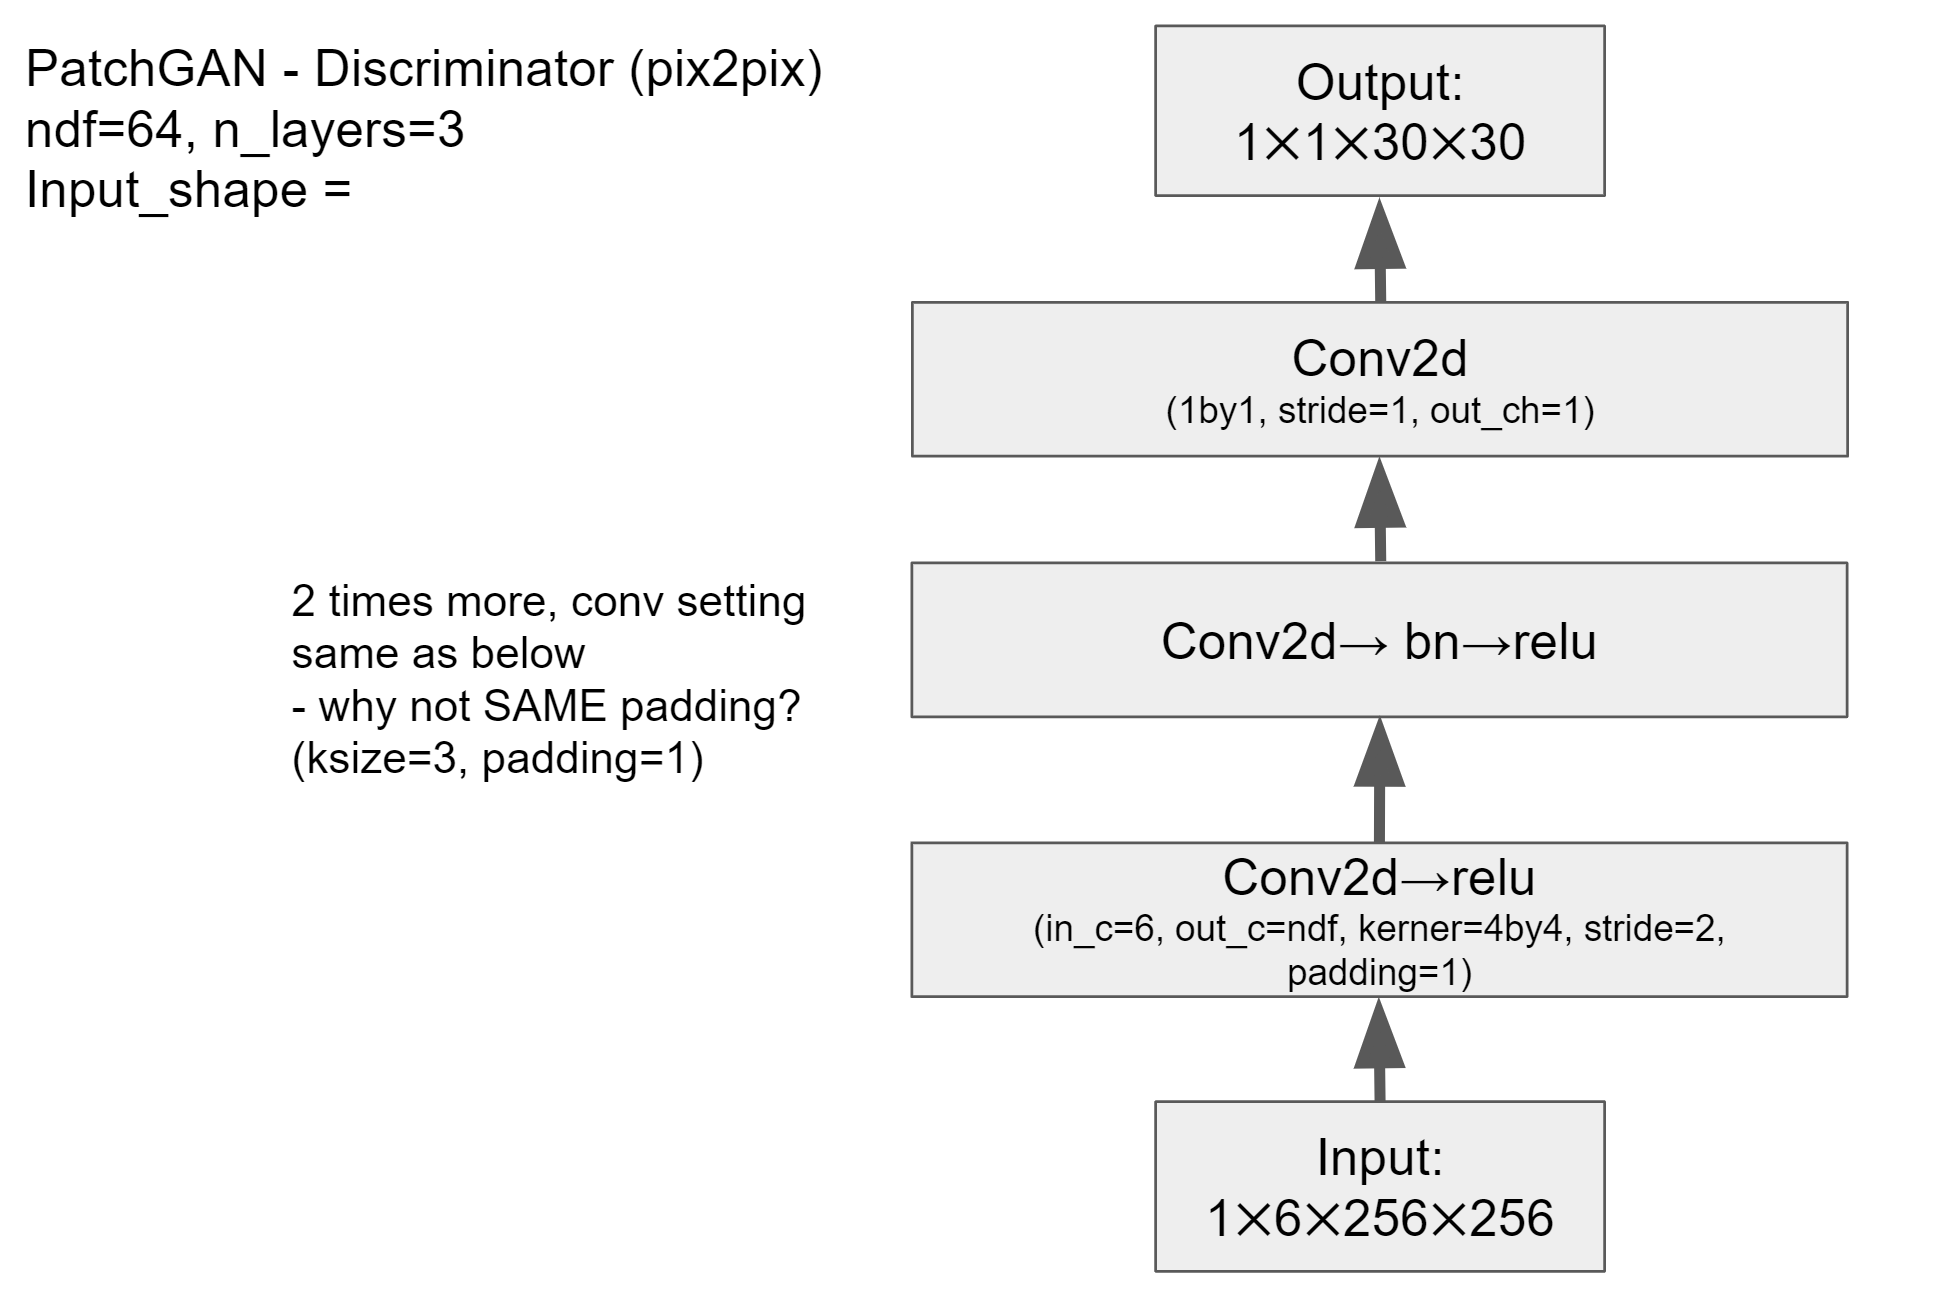 PatchGAN - Discriminator (pix2pix)
ndf=64, n_layers=3
Input_shape =
Output:
1×1×30×30
Conv2d
(1by1, stride=1, out_ch=1)
2 times more, conv setting
same as below
- why not SAME padding?
(ksize=3, padding=1)
Conv2d→ bn→relu
Conv2d→relu
(in_c=6, out_c=ndf, kerner=4by4, stride=2,
padding=1)
Input:
1×6×256×256